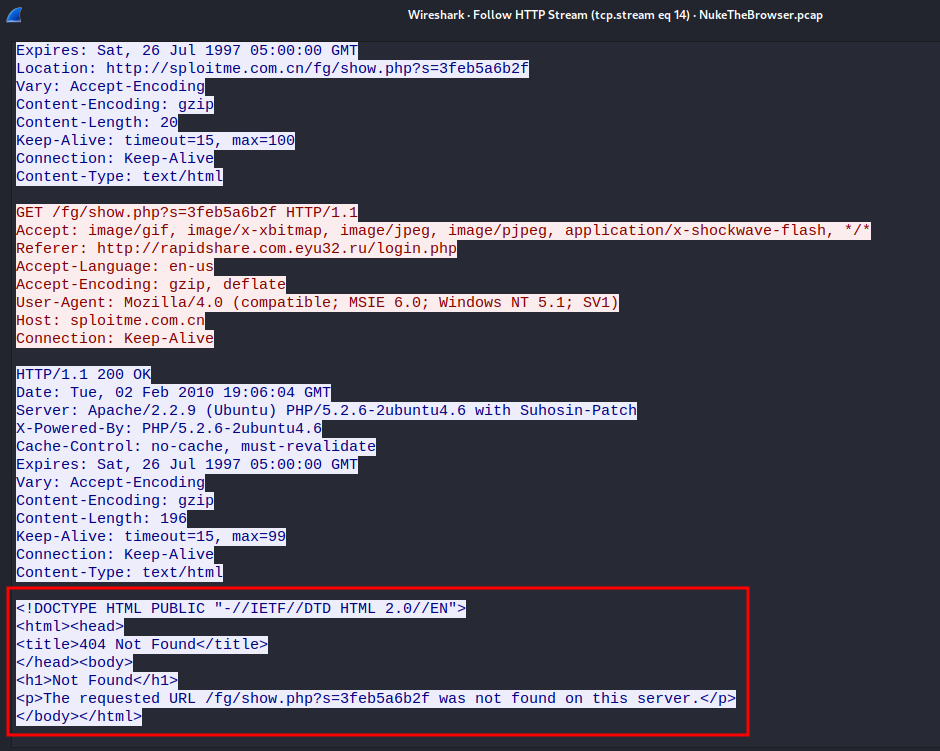 Wireshark · Follow HTTP Stream (tcp.stream eq 14) · NukeTheBrowser.pcap
Expires: Sat, 26 Jul 1997 05:00:00 GMT
Location: http://sploitme.com.cn/fg/show.php?s=3feb5a6b2f
Vary: Accept-Encoding
Content-Encoding: gzip
Content-Length: 20
Keep-Alive: timeout=15, max=100
Connection: Keep-Alive
Content-Type: text/html
GET /fg/show.php?s=3feb5a6b2f HTTP/1.1
Accept: image/gif, image/x-xbitmap, image/jpeg, image/pjpeg, application/x-shockwave-flash, */*
Referer: http://rapidshare.com.eyu32.ru/login.php
Accept-Language: en-us
Accept-Encoding: gzip, deflate
User-Agent: Mozilla/4.0 (compatible; MSIE 6.0; Windows NT 5.1; SV1)
Host: sploitme.com.cn
Connection: Keep-Alive
HTTP/1.1 200 OK
Date: Tue, 02 Feb 2010 19:06:04 GMT
Server: Apache/2.2.9 (Ubuntu) PHP/5.2.6-2ubuntu4.6 with Suhosin-Patch
X-Powered-By: PHP/5.2.6-2ubuntu4.6
Cache-Control: no-cache, must-revalidate
Expires: Sat, 26 Jul 1997 05:00:00 GMT
Vary: Accept-Encoding
Content-Encoding: gzip
Content-Length: 196
Keep-Alive: timeout=15, max=99
Connection: Keep-Alive
Content-Type: text/html
<!DOCTYPE HTML PUBLIC "-//IETF//DTD HTML 2.0//EN">
<html><head>
<title>404 Not Found</title>
</head><body>
<h1>Not Found</h1>
<p>The requested URL /fg/show.php?s=3feb5a6b2f was not found on this server.</p>
</body></html>